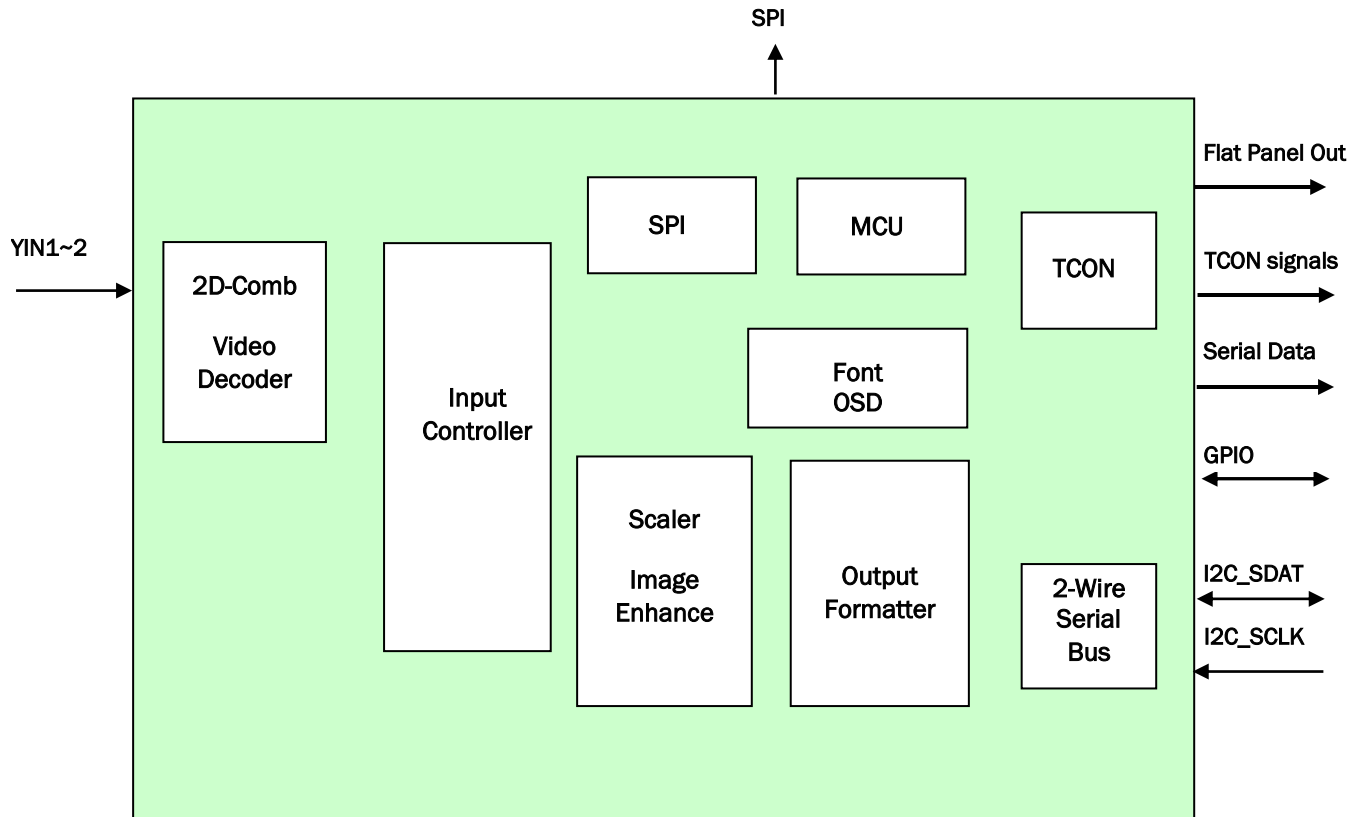 SPI
Flat Panel Out
SPI
MCU
YIN1~2
TCON signals
TCON
2D-Comb
Video
Decoder
Serial Data
Font
OSD
Input
Controller
GPIO
Scaler
Image
Enhance
Output
Formatter
I2C_SDAT
2-Wire
Serial
Bus
I2C_SCLK